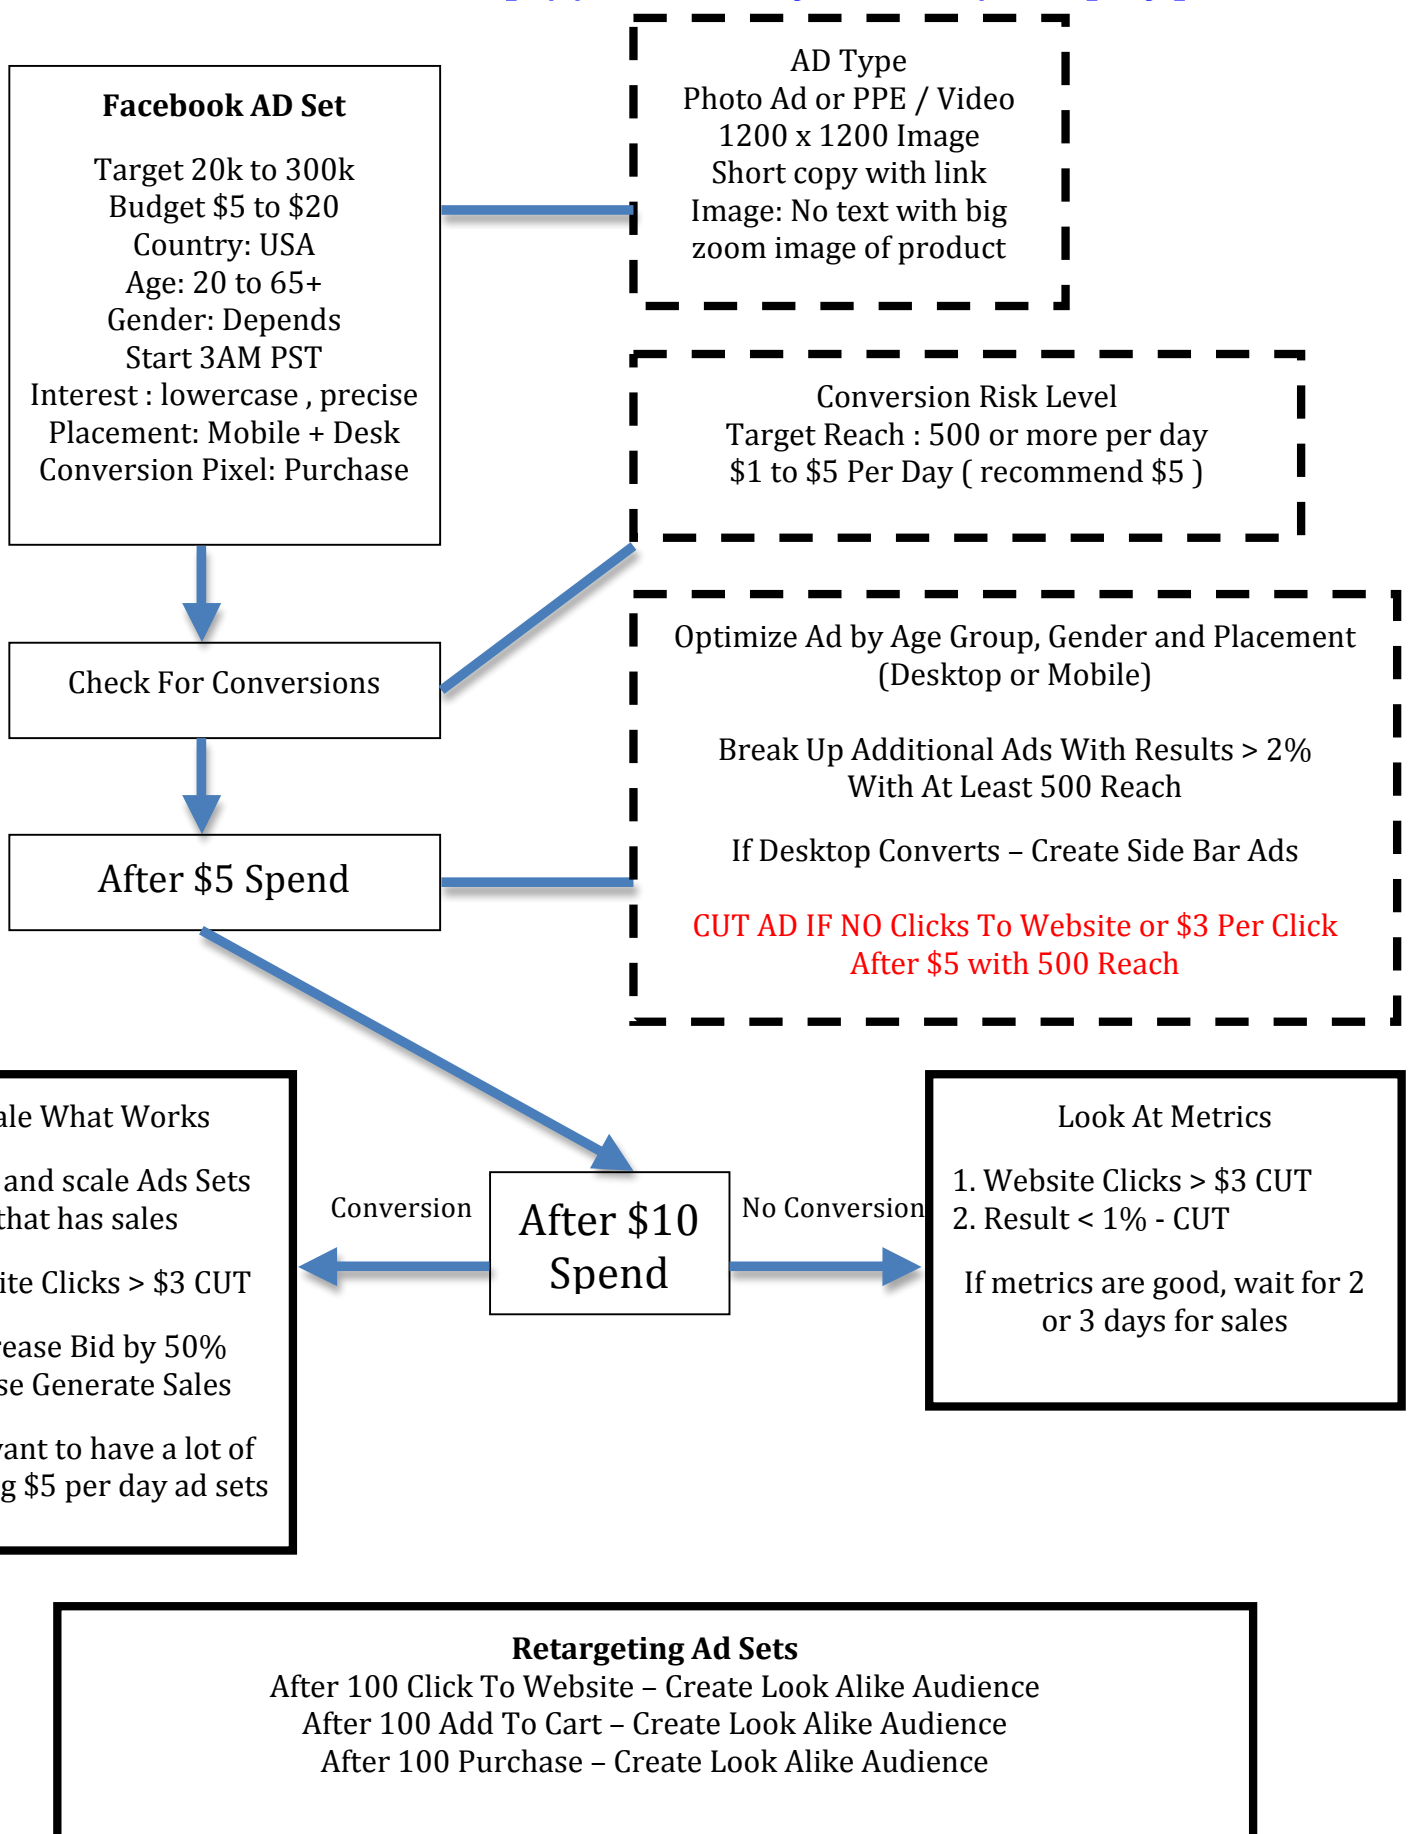 Facebook AD Set
Target 20k to 300k
Budget $5 to $20
Country: USA
Age: 20 to 65+
Gender: Depends
Start 3AM PST
Interest : lowercase , precise
Placement: Mobile + Desk
Conversion Pixel: Purchase
AD Type
Photo Ad or PPE / Video
1200 x 1200 Image
Short copy with link
Image: No text with big
zoom image of product
Conversion Risk Level
Target Reach : 500 or more per day
$1 to $5 Per Day ( recommend $5 )
Check For Conversions
Optimize Ad by Age Group, Gender and Placement
(Desktop or Mobile)
Break Up Additional Ads With Results > 2%
With At Least 500 Reach
If Desktop Converts – Create Side Bar Ads
CUT AD IF NO Clicks To Website or $3 Per Click
After $5 with 500 Reach
After $5 Spend
What Works
and scale Ads Sets
that has sales
Clicks > $3 CUT
Bid by 50%
Generate Sales
to have a lot of
$5 per day ad sets
Conversion
After $10
Spend
No Conversion
Look At Metrics
1. Website Clicks > $3 CUT
2. Result < 1% - CUT
If metrics are good, wait for 2
or 3 days for sales
Retargeting Ad Sets
After 100 Click To Website – Create Look Alike Audience
After 100 Add To Cart – Create Look Alike Audience
After 100 Purchase – Create Look Alike Audience